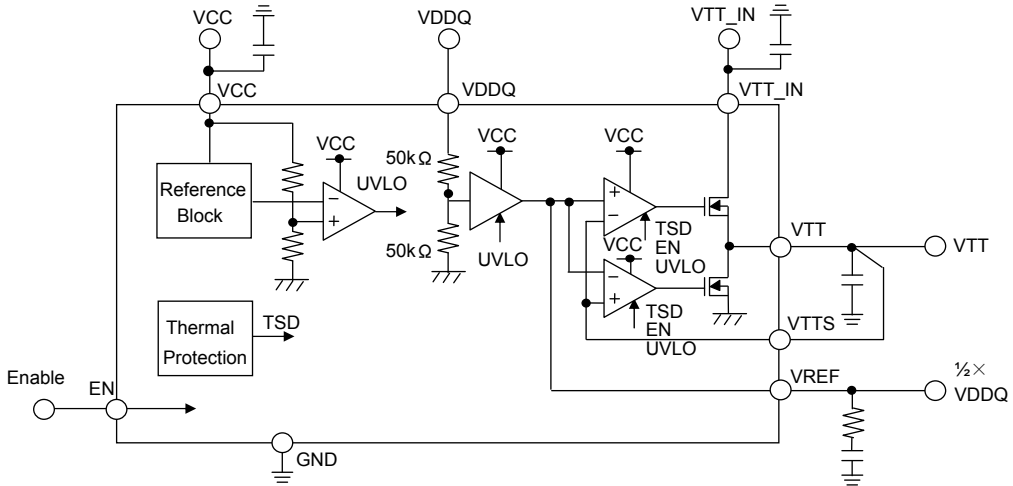 VCC
VDDQ
VTT_IN
VCC
VDDQ
VTT_IN
VCC
UVLO
Reference
Block
−
+
50kΩ
50kΩ
VCC
UVLO
VCC
+
−
TSD
EN
UVLO
VCC
−
+
TSD
EN
UVLO
VTT
VTT
VTTS
Thermal
Protection
TSD
VREF
½×
VDDQ
Enable
EN
GND